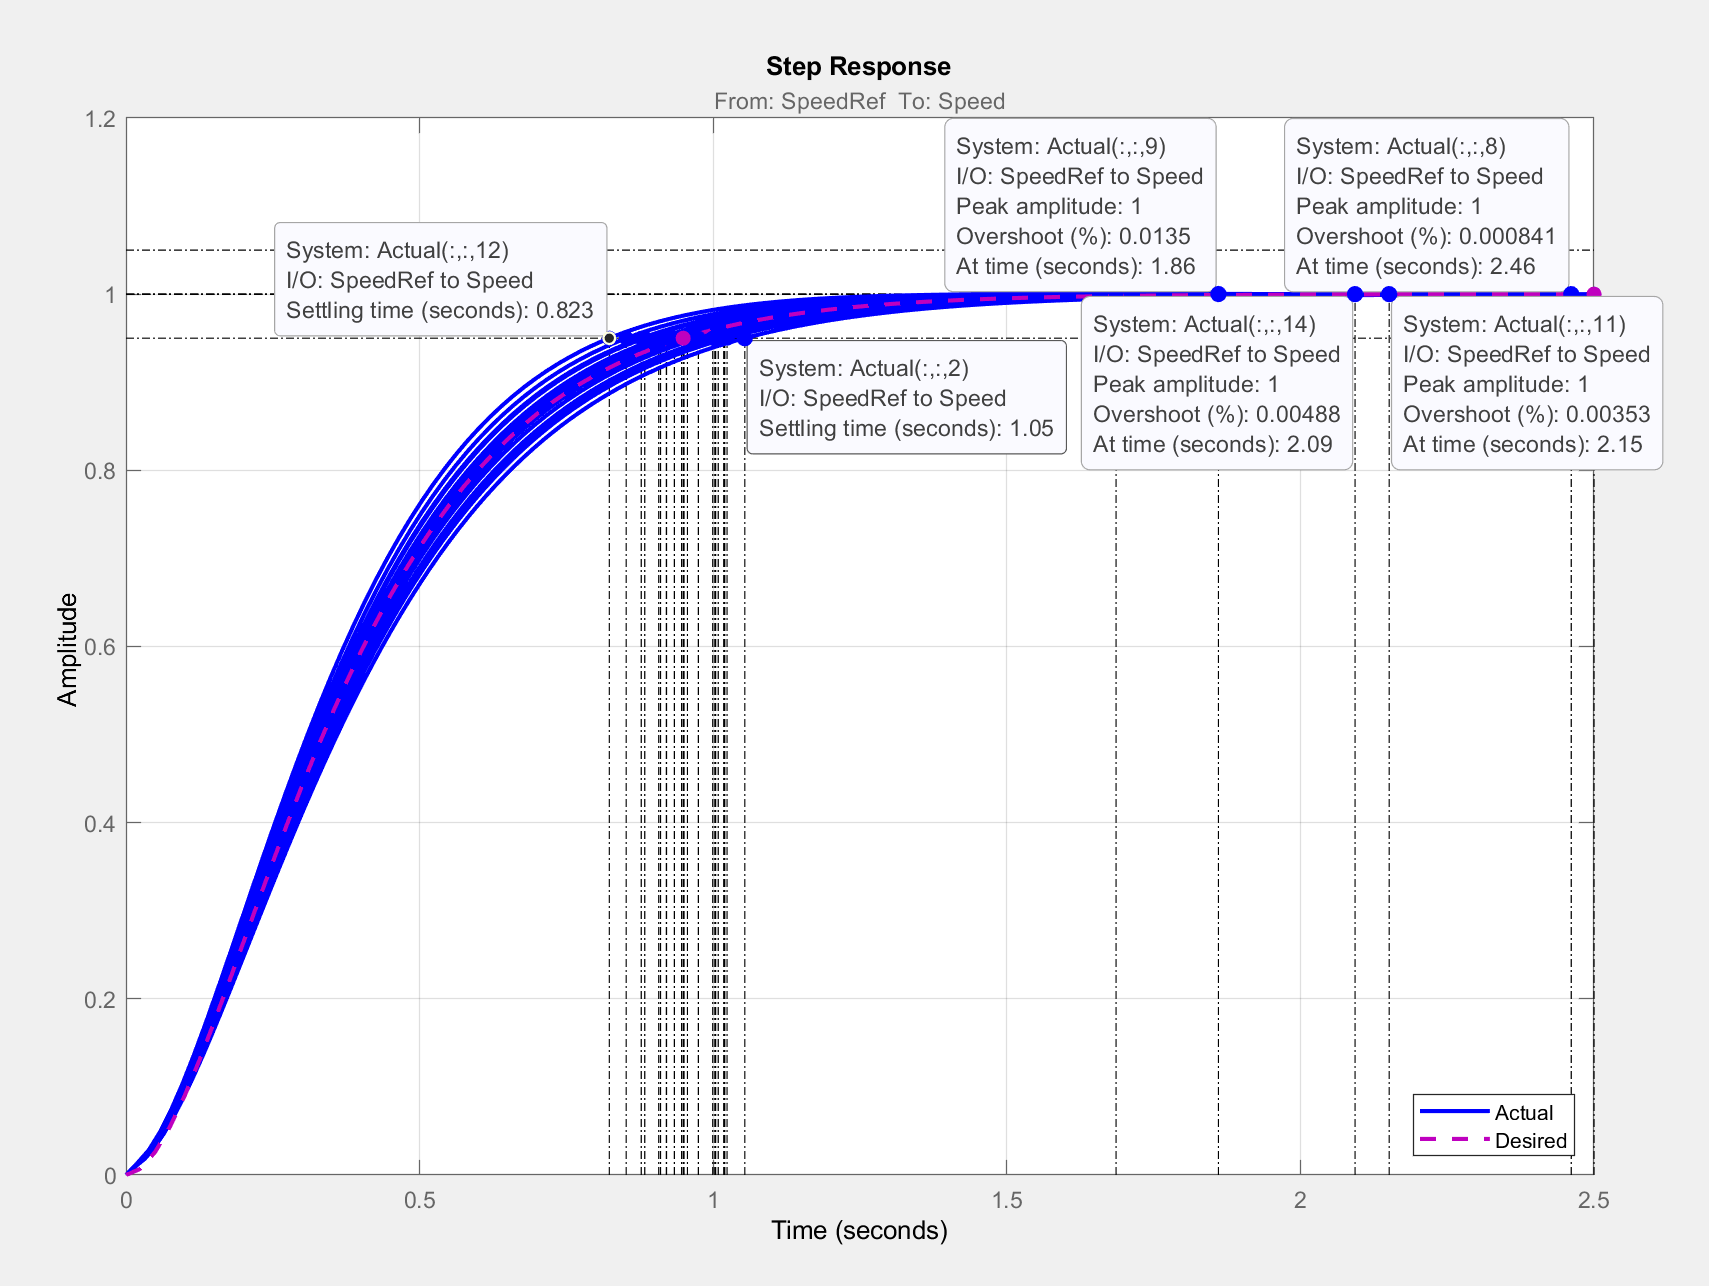 Step Response
From: SpeedRef  To: Speed
System: Actual(:,:,9)
I/O: SpeedRef to Speed
Peak amplitude: 1
Overshoot (%): 0.0135
At time (seconds): 1.86
System: Actual(:,:,8)
I/O: SpeedRef to Speed
Peak amplitude: 1
Overshoot (%): 0.000841
At time (seconds): 2.46
System: Actual(:,:,12)
I/O: SpeedRef to Speed
Settling time (seconds): 0.823
System: Actual(:,:,2)
I/O: SpeedRef to Speed
Settling time (seconds): 1.05
System: Actual(:,:,14)
I/O: SpeedRef to Speed
Peak amplitude: 1
Overshoot (%): 0.00488
At time (seconds): 2.09
System: Actual(:,:,11)
I/O: SpeedRef to Speed
Peak amplitude: 1
Overshoot (%): 0.00353
At time (seconds): 2.15
1.2
1
0.8
0.6
0.4
0.2
0
Amplitude
Actual
Desired
0
0.5
1
1.5
2
2.5
Time (seconds)